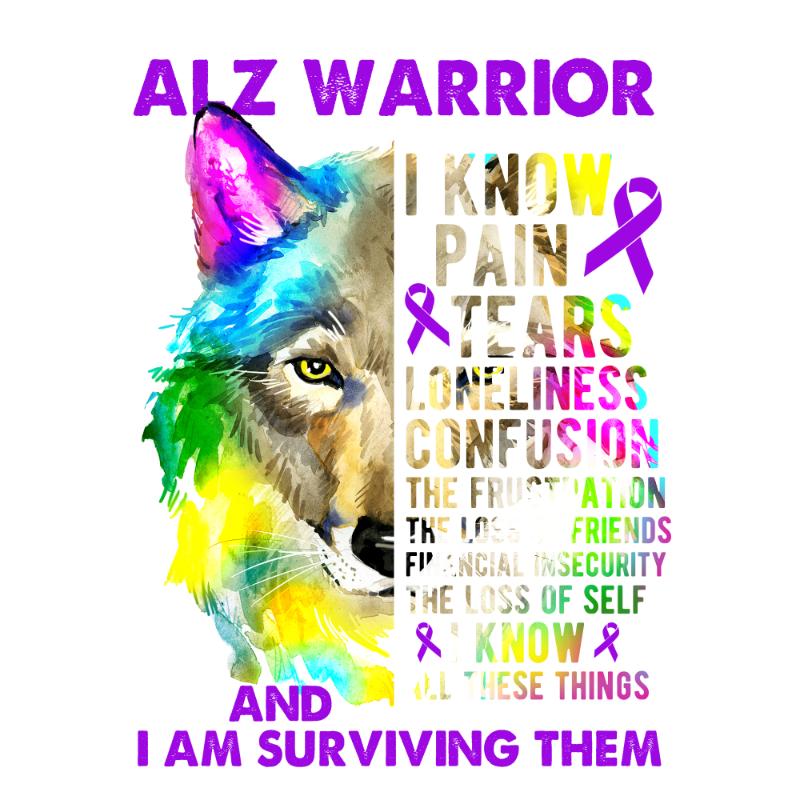 ALZ WARRIOR
I KNOW
PAIN
TEARS
LONELINESS
CONFUSION
THE FRUSTRATION
THE LOSS OF FRIENDS
FINANCIAL INSECURITY
THE LOSS OF SELF
I KNOW
ALL THESE THINGS
AND
I AM SURVIVING THEM